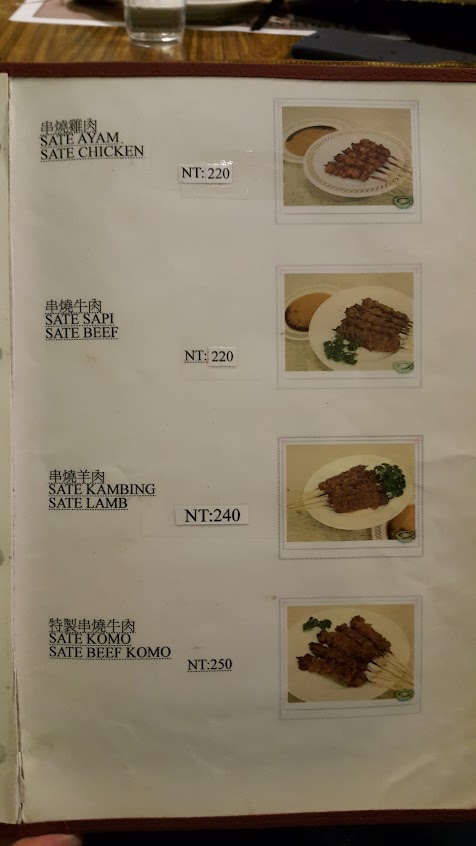 串燒雞肉
SATE AYAM
SATE CHICKEN
NT: 220
串燒牛肉
SATE SAPI
SATE BEEF
NT: 220
串燒羊肉
SATE KAMBING
SATE LAMB
NT:240
特製串燒牛肉
SATE KOMO
SATE BEEF KOMO
NT:250